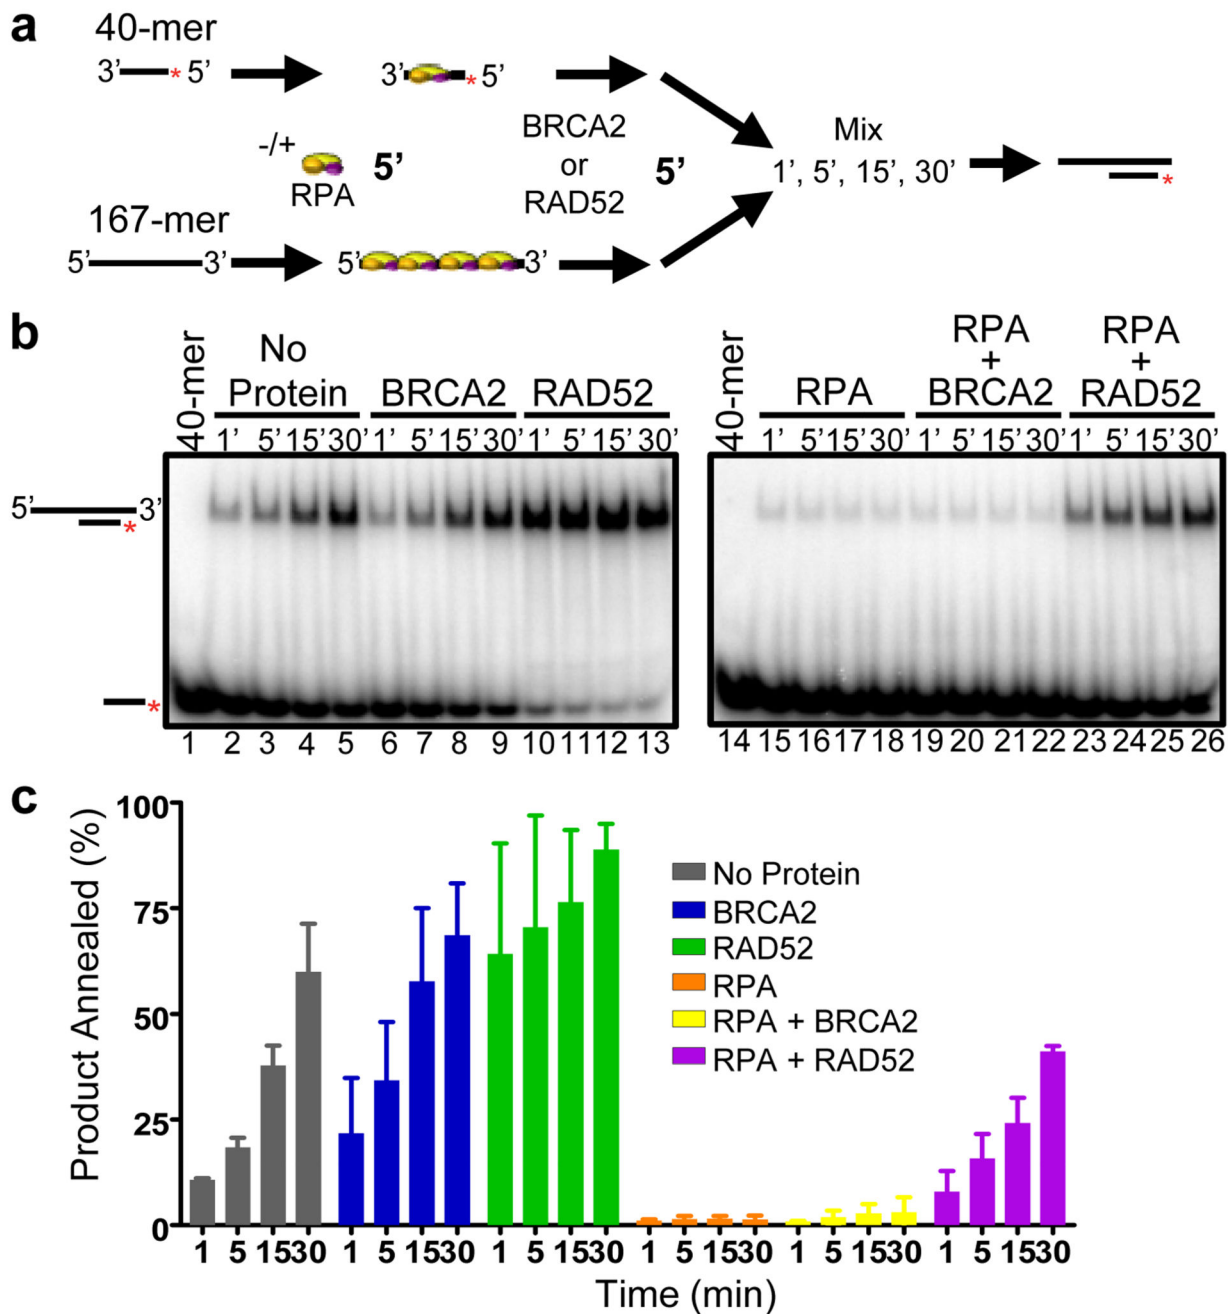 a
40-mer
3’ * 5’
3’ * 5’
-/+
RPA
5’
BRCA2
or
RAD52
5’
Mix
1’, 5’, 15’, 30’
*
167-mer
5’ 3’
5’ 3’
b
40-mer
No
Protein
BRCA2
RAD52
1’ 5’ 15’ 30’ 1’ 5’ 15’ 30’ 1’ 5’ 15’ 30’
40-mer
RPA
RPA
+
BRCA2
RPA
+
RAD52
1’ 5’ 15’ 30’ 1’ 5’ 15’ 30’ 1’ 5’ 15’ 30’
5’ 3’
*
*
1 2 3 4 5 6 7 8 9 10 11 12 13
14 15 16 17 18 19 20 21 22 23 24 25 26
c
Product Annealed (%)
100
75
50
25
0
No Protein
BRCA2
RAD52
RPA
RPA + BRCA2
RPA + RAD52
1 5 15 30 1 5 15 30 1 5 15 30 1 5 15 30 1 5 15 30 1 5 15 30
Time (min)